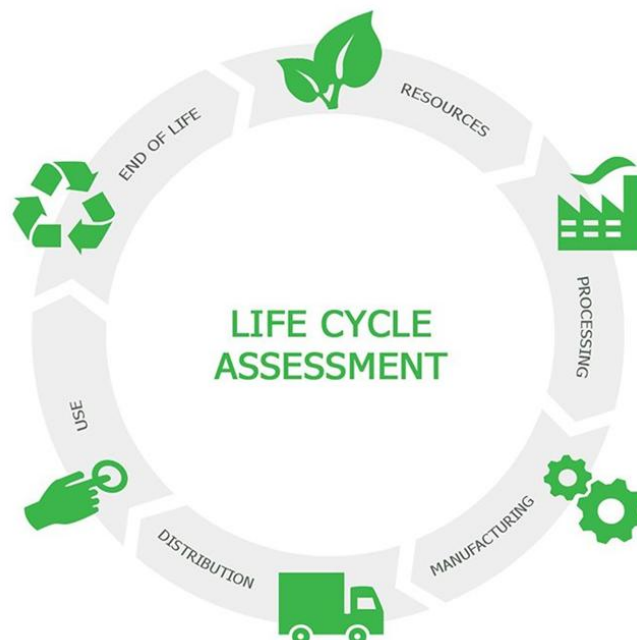 LIFE CYCLE
ASSESSMENT
RESOURCES
PROCESSING
MANUFACTURING
DISTRIBUTION
USE
END OF LIFE